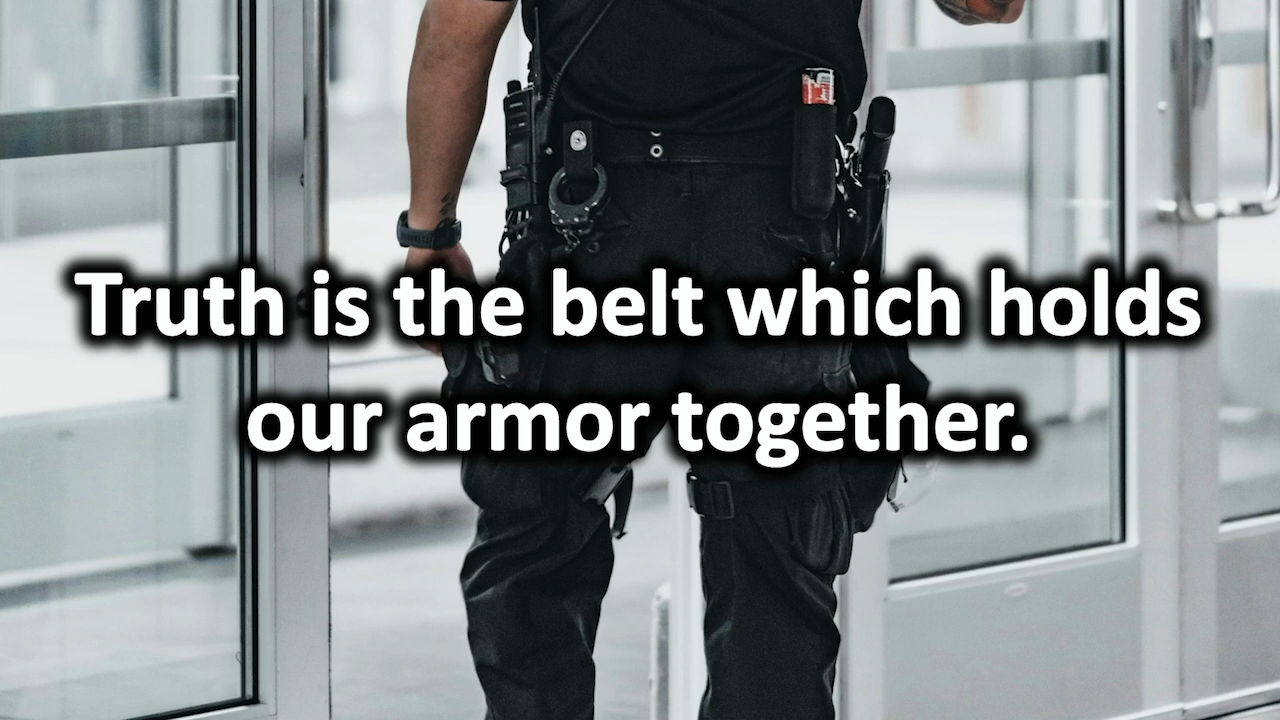 Truth is the belt which holds
our armor together.